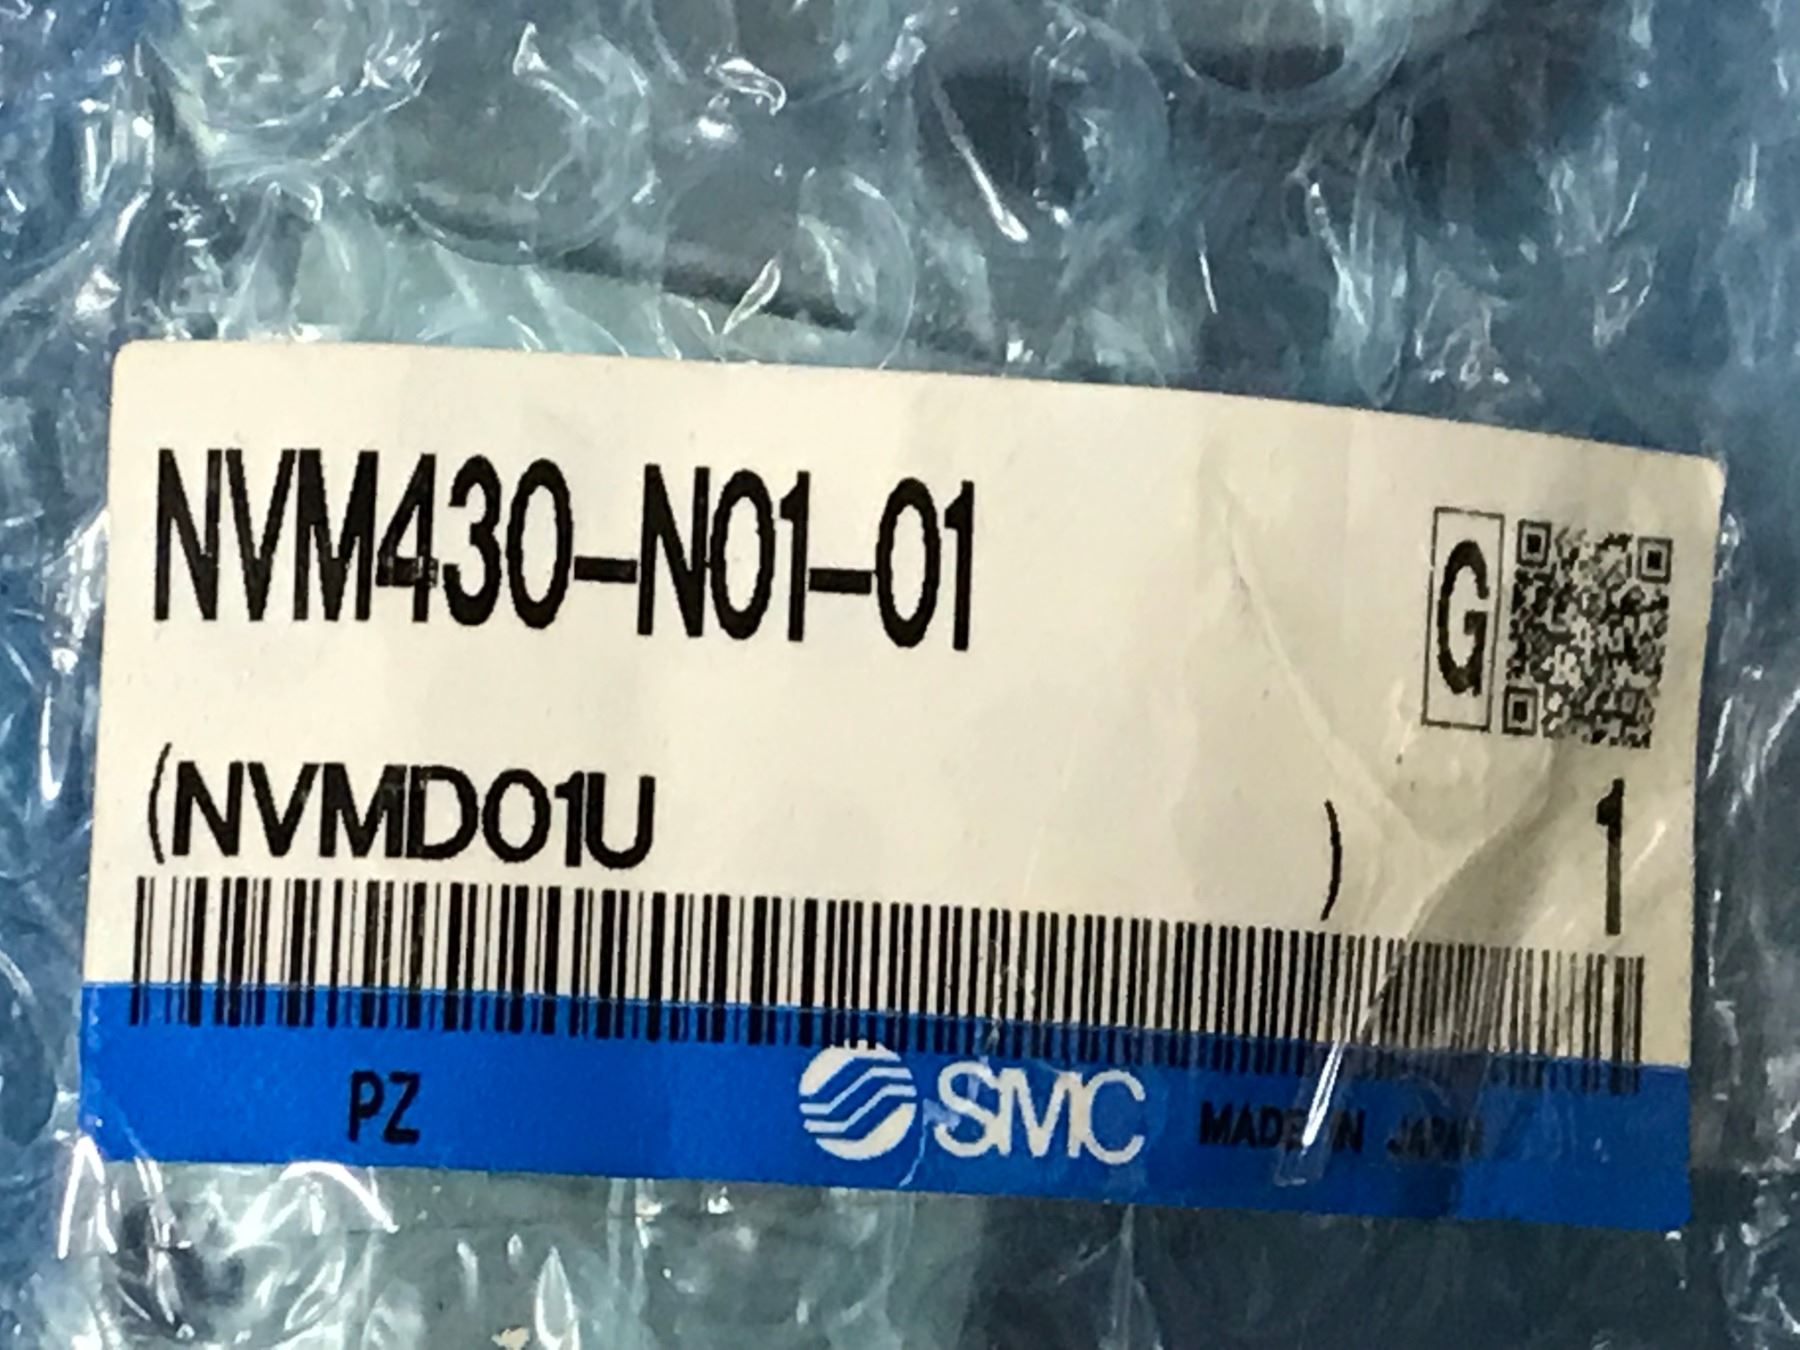 NVM430-N01-01
G
(NVMD01U )
1
PZ
SMC
MADE IN JAPAN